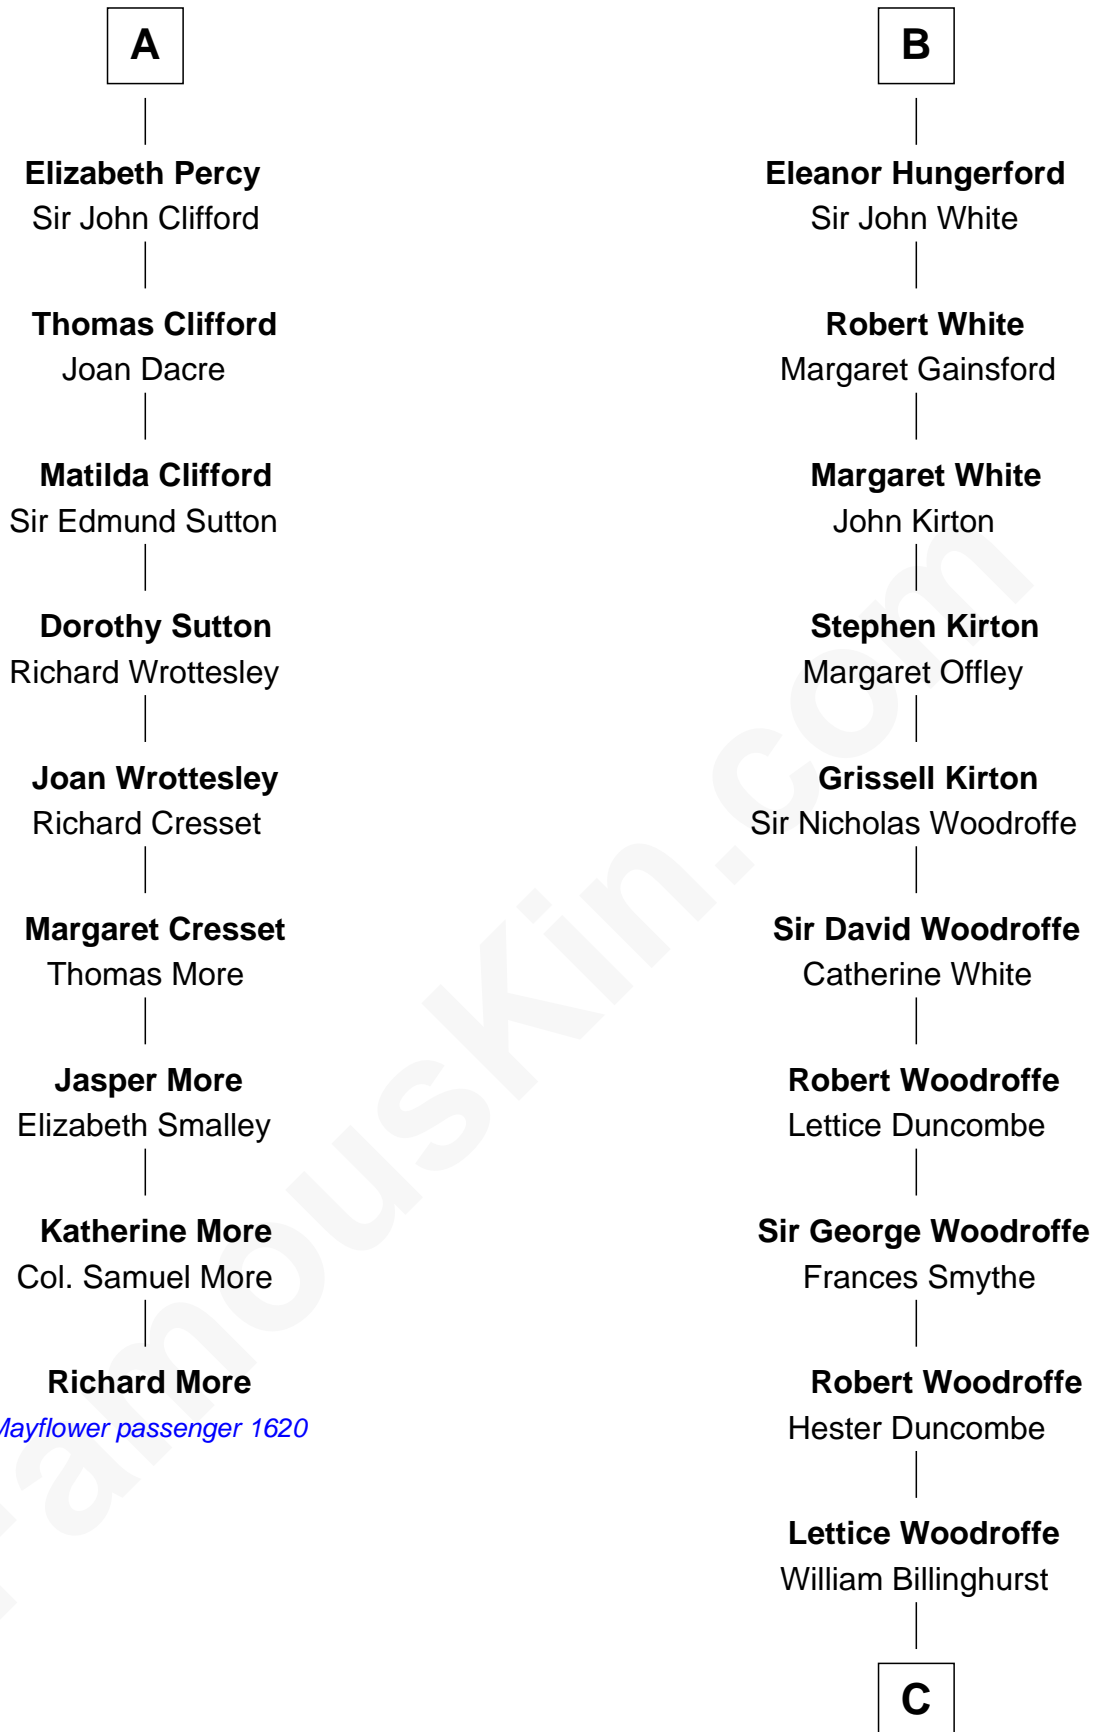 A
Elizabeth Percy
Sir John Clifford
Thomas Clifford
Joan Dacre
Matilda Clifford
Sir Edmund Sutton
Dorothy Sutton
Richard Wrottesley
Joan Wrottesley
Richard Cresset
Margaret Cresset
Thomas More
Jasper More
Elizabeth Smalley
Katherine More
Col. Samuel More
Richard More
Mayflower passenger 1620
B
Eleanor Hungerford
Sir John White
Robert White
Margaret Gainsford
Margaret White
John Kirton
Stephen Kirton
Margaret Offley
Grissell Kirton
Sir Nicholas Woodroffe
Sir David Woodroffe
Catherine White
Robert Woodroffe
Lettice Duncombe
Sir George Woodroffe
Frances Smythe
Robert Woodroffe
Hester Duncombe
Lettice Woodroffe
William Billinghurst
C
FamousKin.com